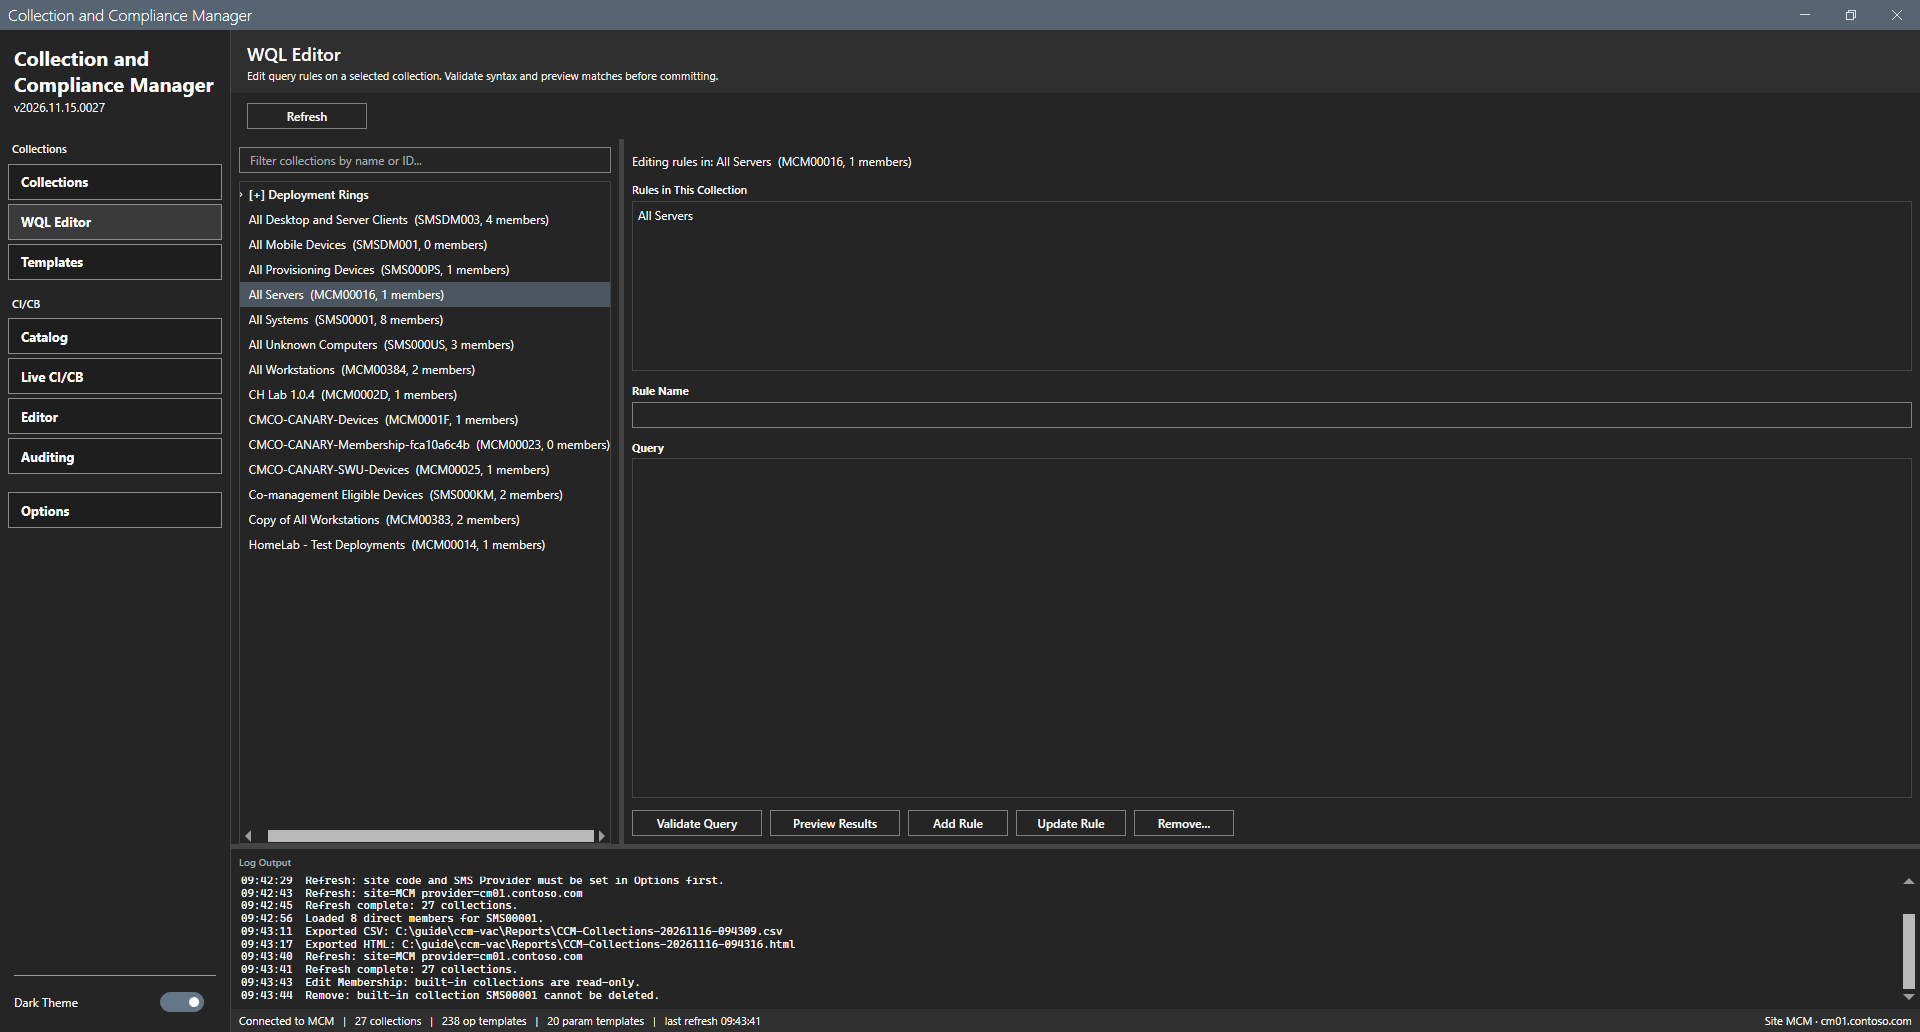 Collection and Compliance Manager
Collection and
Compliance Manager
v2026.11.15.0027
Collections
Collections
WQL Editor
Templates
CI/CB
Catalog
Live CI/CB
Editor
Auditing
Options
Dark Theme
WQL Editor
Edit query rules on a selected collection. Validate syntax and preview matches before committing.
Refresh
Filter collections by name or ID...
[+] Deployment Rings
All Desktop and Server Clients (SMSDM003, 4 members)
All Mobile Devices (SMSDM001, 0 members)
All Provisioning Devices (SMS000PS, 1 members)
All Servers (MCM00016, 1 members)
All Systems (SMS00001, 8 members)
All Unknown Computers (SMS000US, 3 members)
All Workstations (MCM00384, 2 members)
CH Lab 1.0.4 (MCM0002D, 1 members)
CMCO-CANARY-Devices (MCM0001F, 1 members)
CMCO-CANARY-Membership-fca10a6c4b (MCM00023, 0 members)
CMCO-CANARY-SWU-Devices (MCM00025, 1 members)
Co-management Eligible Devices (SMS000KM, 2 members)
Copy of All Workstations (MCM00383, 2 members)
HomeLab - Test Deployments (MCM00014, 1 members)
Editing rules in: All Servers (MCM00016, 1 members)
Rules in This Collection
All Servers
Rule Name
Query
Validate Query
Preview Results
Add Rule
Update Rule
Remove...
Log Output
09:42:29 Refresh: site code and SMS Provider must be set in Options first.
09:42:43 Refresh: site=MCM provider=cm01.contoso.com
09:42:45 Refresh complete: 27 collections.
09:42:56 Loaded 8 direct members for SMS00001.
09:43:11 Exported CSV: C:\guide\ccm-vac\Reports\CCM-Collections-20261116-094309.csv
09:43:17 Exported HTML: C:\guide\ccm-vac\Reports\CCM-Collections-20261116-094316.html
09:43:40 Refresh: site=MCM provider=cm01.contoso.com
09:43:41 Refresh complete: 27 collections.
09:43:43 Edit Membership: built-in collections are read-only.
09:43:44 Remove: built-in collection SMS00001 cannot be deleted.
Connected to MCM | 27 collections | 238 op templates | 20 param templates | last refresh 09:43:41
Site MCM · cm01.contoso.com